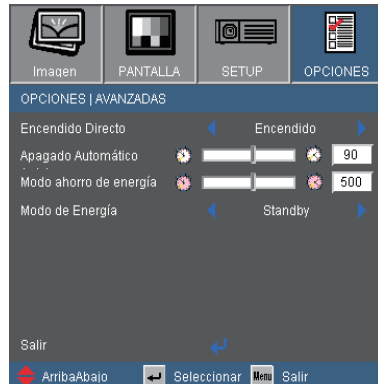 Imagen PANTALLA SETUP OPCIONES
OPCIONES | AVANZADAS
Encendido Directo Encendido
Apagado Automático 90
Modo ahorro de energía 500
Modo de Energía Standby
Salir
ArribaAbajo Seleccionar Menu Salir